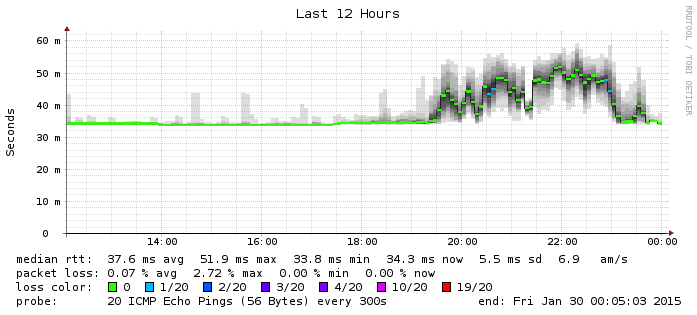 Last 12 Hours
RRDTOOL / TOBI OETIKER
Seconds
60 m
50 m
40 m
30 m
20 m
10 m
0
14:00 16:00 18:00 20:00 22:00 00:00
median rtt: 37.6 ms avg 51.9 ms max 33.8 ms min 34.3 ms now 5.5 ms sd 6.9 am/s
packet loss: 0.07 % avg 2.72 % max 0.00 % min 0.00 % now
loss color: 0 1/20 2/20 3/20 4/20 10/20 19/20
probe: 20 ICMP Echo Pings (56 Bytes) every 300s end: Fri Jan 30 00:05:03 2015